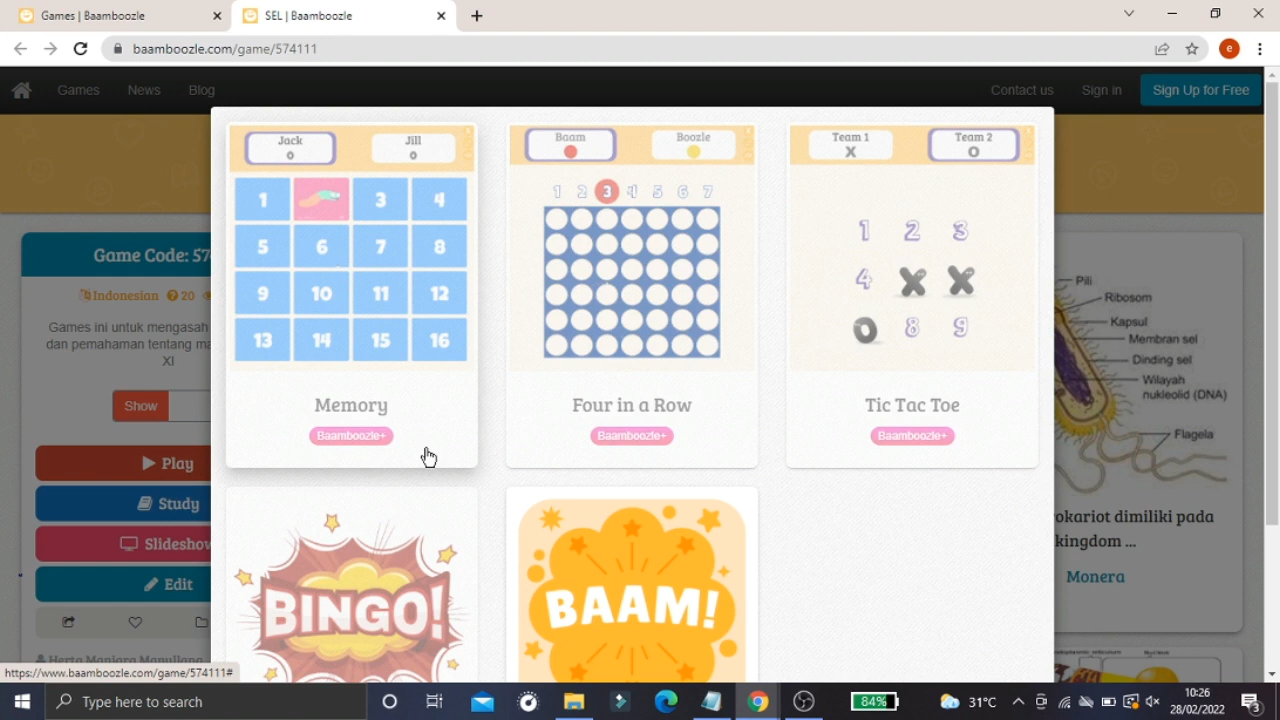 Games | Baamboozle
SEL | Baamboozle
baamboozle.com/game/574111
e
Games
News
Blog
Contact us
Sign in
Sign Up for Free
Jack
0
Jill
0
1 3 4
5 6 7 8
9 10 11 12
13 14 15 16
Memory
Baamboozle+
Baam
Boozle
1 2 3 4 5 6 7
Four in a Row
Baamboozle+
Team 1
X
Team 2
O
1 2 3
4 X X
O 8 9
Tic Tac Toe
Baamboozle+
BINGO!
BAAM!
Game Code: 57
Indonesian 20
Games ini untuk mengasah
dan pemahaman tentang ma
XI
Show
Play
Study
Slideshow
Edit
Herta Maniara Manullang
Pili
Ribosom
Kapsul
Membran sel
Dinding sel
Wilayah
nukleolid (DNA)
Flagela
okariot dimiliki pada
kingdom ...
Monera
https://www.baamboozle.com/game/574111#
Type here to search
84%
31°C
10:26
28/02/2022
3